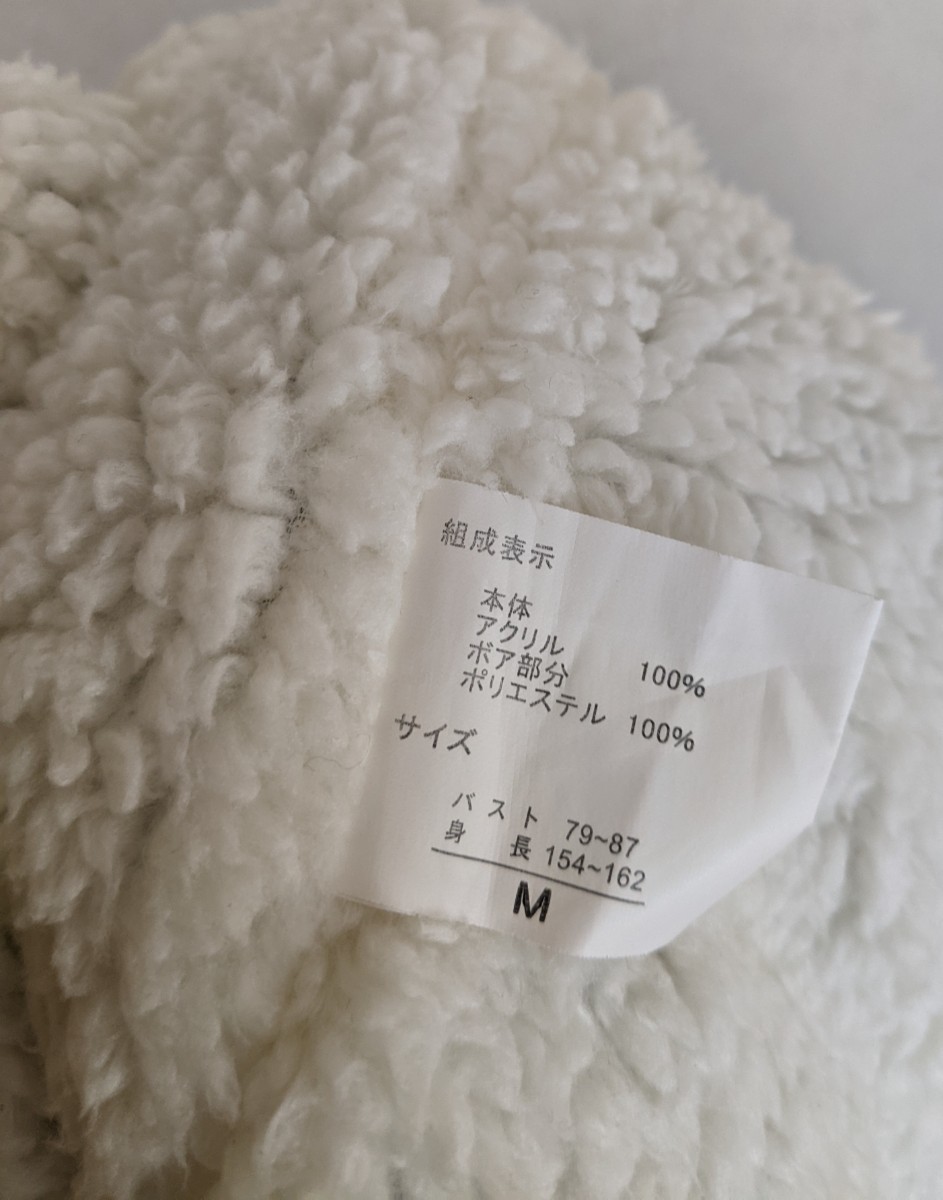 組成表示
本体
アクリル 100%
ボア部分
ポリエステル 100%
サイズ
バスト 79~87
身長 154~162
M